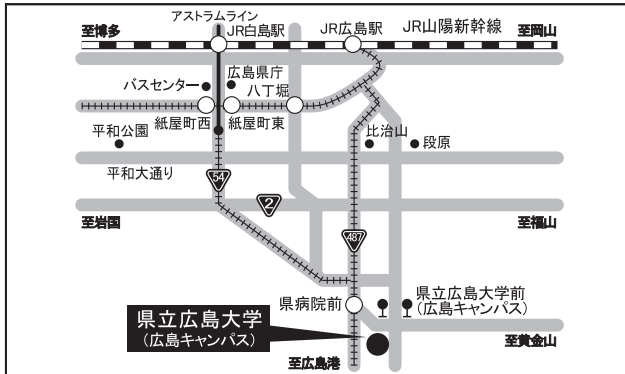 アストラムライン
至博多
JR白島駅
JR広島駅
JR山陽新幹線
至岡山
バスセンター
広島県庁
八丁堀
紙屋町西
紙屋町東
平和公園
比治山
段原
平和大通り
54
2
至岩国
至福山
487
県病院前
県立広島大学前
(広島キャンパス)
県立広島大学
(広島キャンパス)
至黄金山
至広島港